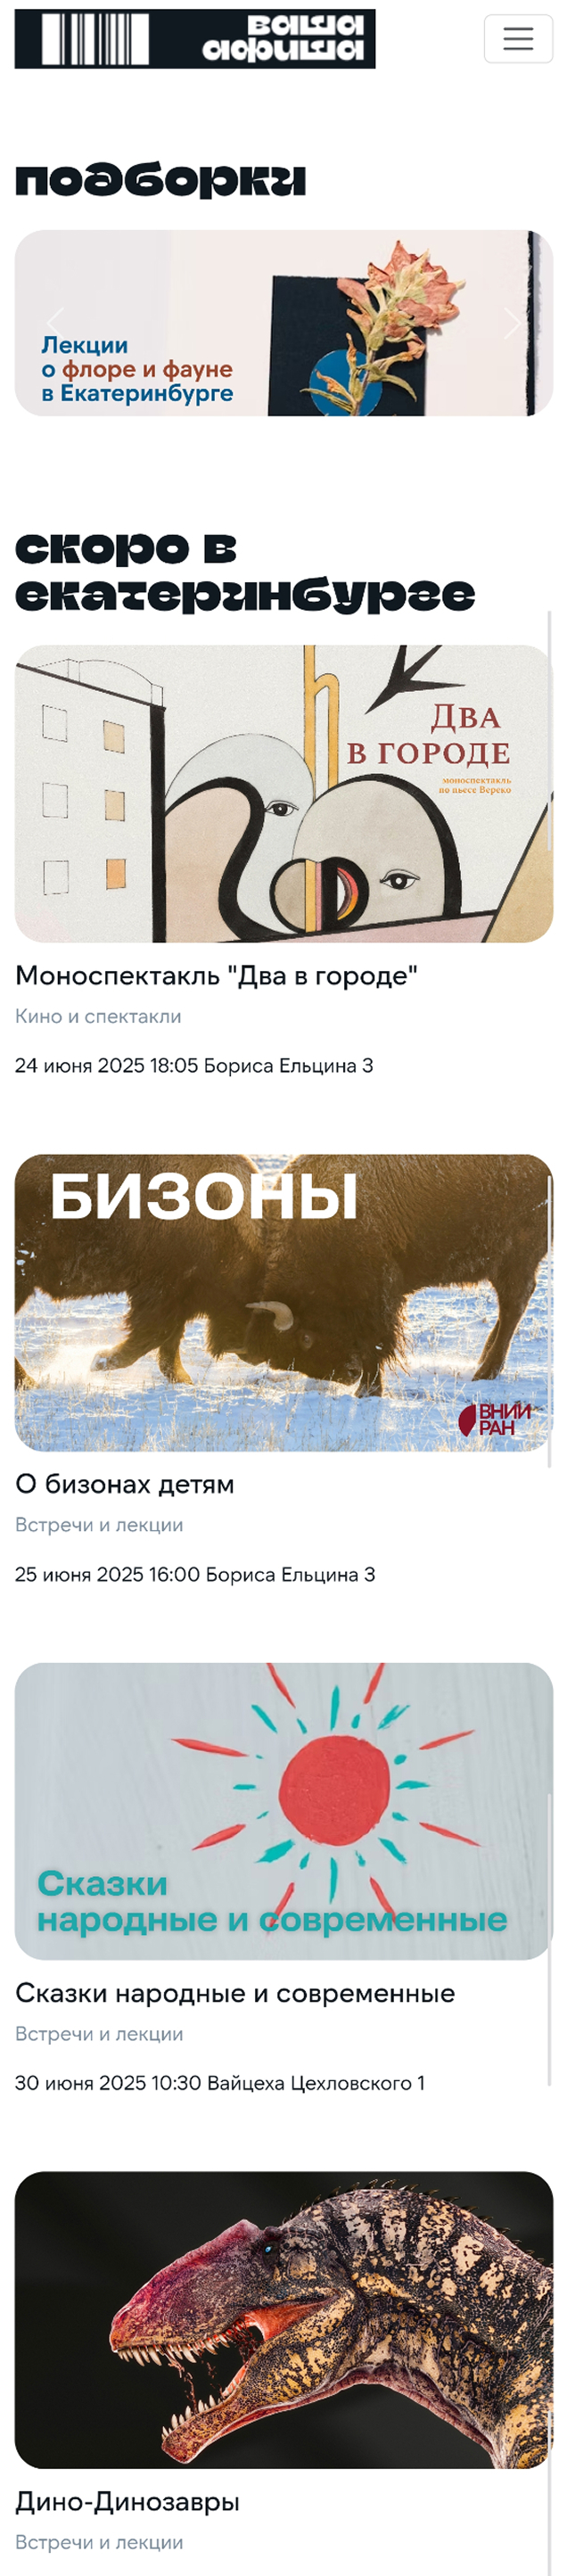 ваша
афиша
подборки
Лекции
о флоре и фауне
в Екатеринбурге
скоро в
екатеринбурге
Два
в городе
моноспектакль
по пьесе Вереко
Моноспектакль "Два в городе"
Кино и спектакли
24 июня 2025 18:05 Бориса Ельцина 3
БИЗОНЫ
ВНИИ
РАН
О бизонах детям
Встречи и лекции
25 июня 2025 16:00 Бориса Ельцина 3
Сказки
народные и современные
Сказки народные и современные
Встречи и лекции
30 июня 2025 10:30 Вайцеха Цехловского 1
Дино-Динозавры
Встречи и лекции